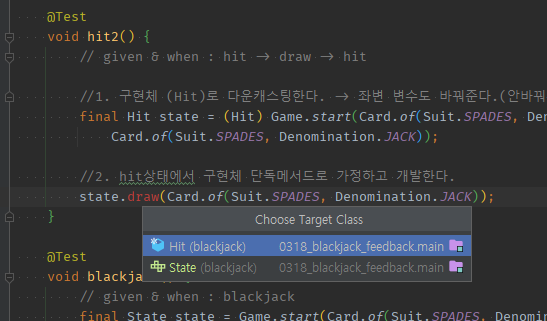 @Test
void hit2() {
// given & when : hit -> draw -> hit
//1. 구현체 (Hit)로 다운캐스팅한다. -> 좌변 변수도 바꿔준다.(안바꿔
final Hit state = (Hit) Game.start(Card.of(Suit.SPADES, Den
Card.of(Suit.SPADES, Denomination.JACK));
//2. hit상태에서 구현체 단독메서드로 가정하고 개발한다.
state.draw(Card.of(Suit.SPADES, Denomination.JACK));
}
Choose Target Class
Hit (blackjack) 0318_blackjack_feedback.main
State (blackjack) 0318_blackjack_feedback.main
@Test
void blackja
// given & when : blackjack
final State state = Game.start(Card.of(Suit.SPADES, Den